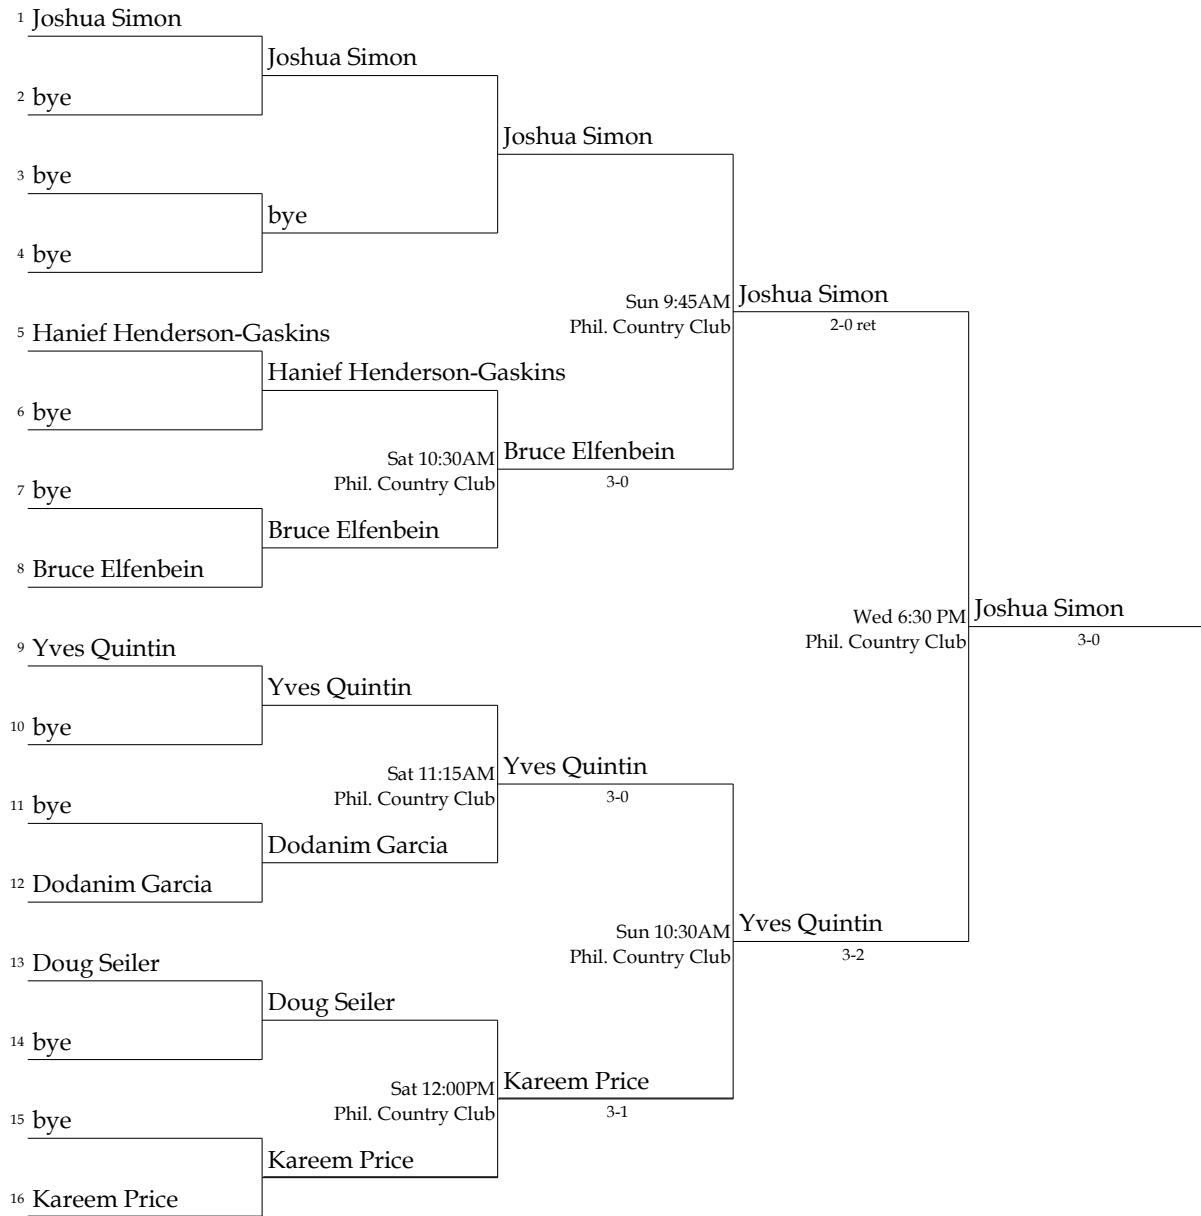 1 Joshua Simon
Joshua Simon
2 bye
Joshua Simon
3 bye
bye
4 bye
Sun 9:45AM
Phil. Country Club
Joshua Simon
2-0 ret
5 Hanief Henderson-Gaskins
Hanief Henderson-Gaskins
6 bye
Sat 10:30AM
Phil. Country Club
Bruce Elfenbein
3-0
7 bye
Bruce Elfenbein
8 Bruce Elfenbein
Wed 6:30 PM
Phil. Country Club
Joshua Simon
3-0
9 Yves Quintin
Yves Quintin
10 bye
Sat 11:15AM
Phil. Country Club
Yves Quintin
3-0
11 bye
Dodanim Garcia
12 Dodanim Garcia
Sun 10:30AM
Phil. Country Club
Yves Quintin
3-2
13 Doug Seiler
Doug Seiler
14 bye
Sat 12:00PM
Phil. Country Club
Kareem Price
3-1
15 bye
Kareem Price
16 Kareem Price